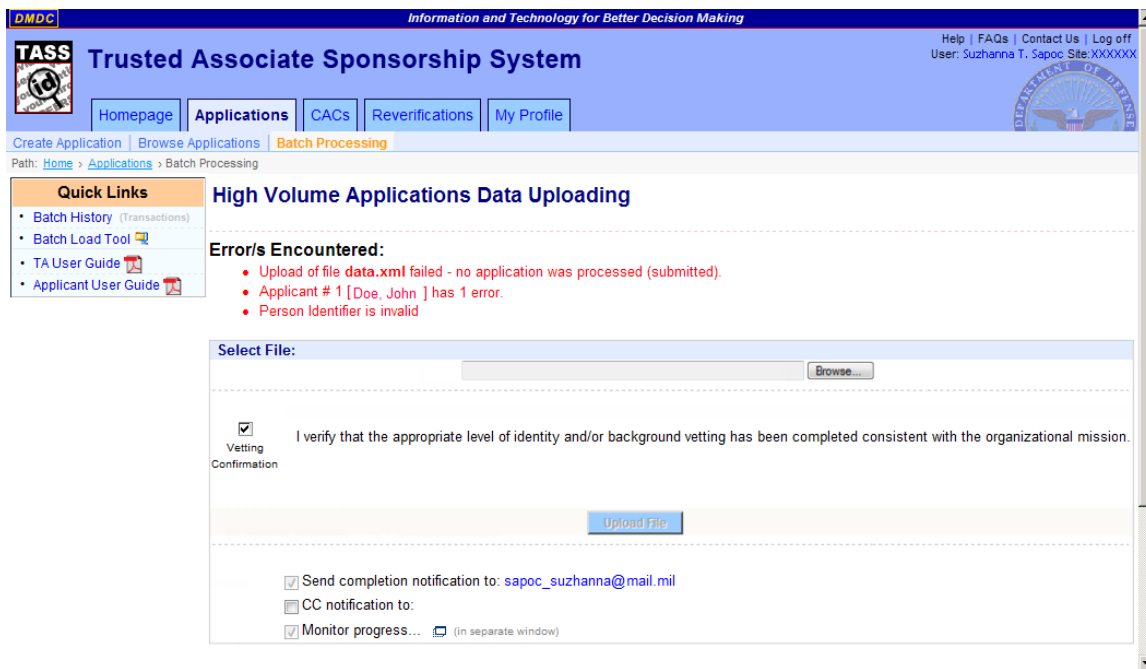 DMDC
Information and Technology for Better Decision Making
TASS
Trusted Associate Sponsorship System
Help | FAQs | Contact Us | Log off
User: Suzhanna T. Sapoc Site:XXXXXX
id
DEPARTMENT OF DEFENSE
Homepage Applications CACs Reverifications My Profile
Create Application | Browse Applications | Batch Processing
Path: Home › Applications › Batch Processing
Quick Links
• Batch History (Transactions)
• Batch Load Tool
• TA User Guide
• Applicant User Guide
High Volume Applications Data Uploading
Error/s Encountered:
• Upload of file data.xml failed - no application was processed (submitted).
• Applicant # 1 [Doe, John ] has 1 error.
• Person Identifier is invalid
Select File:
Browse...
Vetting
Confirmation
I verify that the appropriate level of identity and/or background vetting has been completed consistent with the organizational mission.
Upload File
Send completion notification to: sapoc_suzhanna@mail.mil
CC notification to:
Monitor progress... (in separate window)